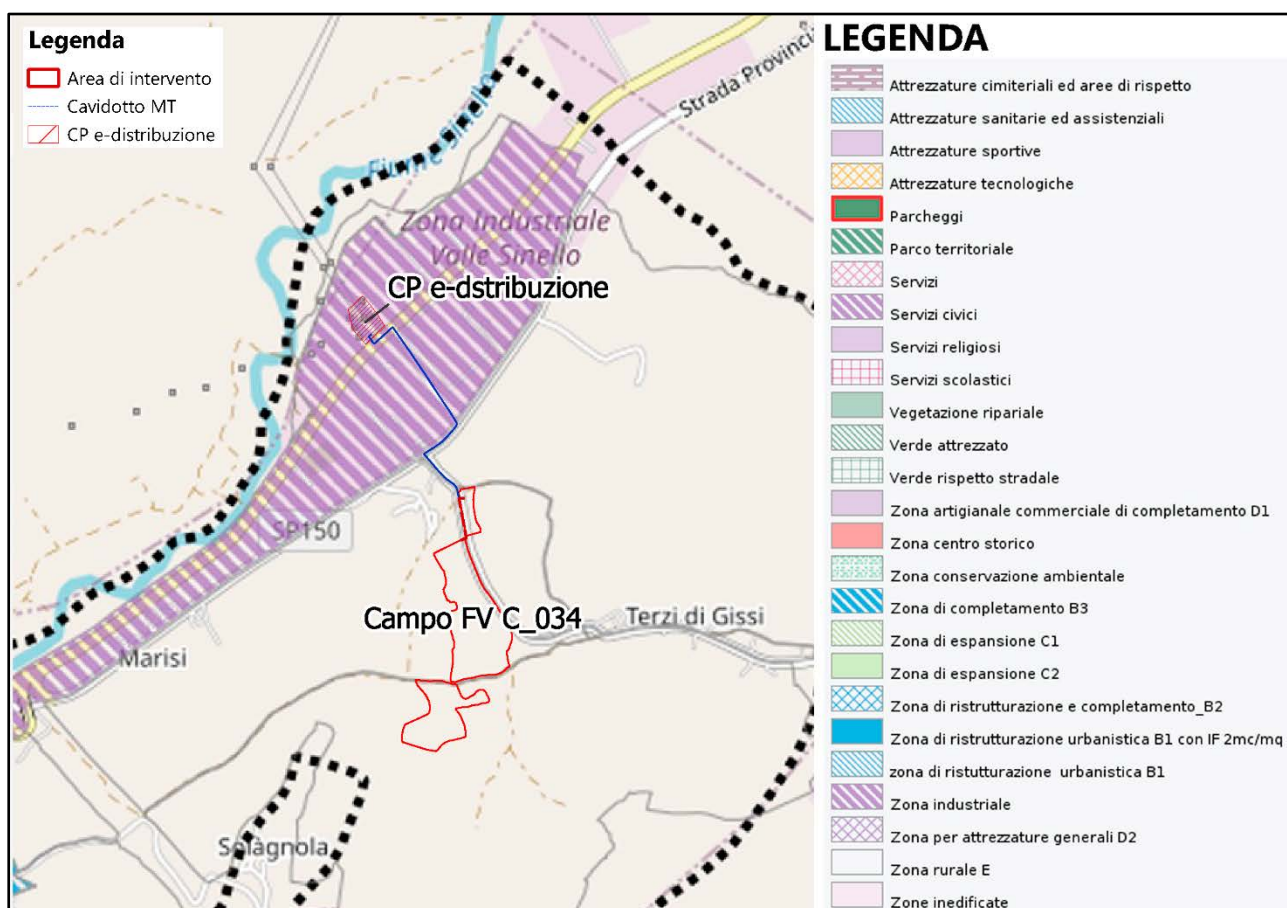 Legenda
Area di intervento
Cavidotto MT
CP e-distribuzione
Fiume Sinello
Strada Provincia
Zona Industriale
Valle Sinello
CP e-dstribuzione
SP150
Campo FV C_034
Terzi di Gissi
Marisi
Solagnola
LEGENDA
Attrezzature cimiteriali ed aree di rispetto
Attrezzature sanitarie ed assistenziali
Attrezzature sportive
Attrezzature tecnologiche
Parcheggi
Parco territoriale
Servizi
Servizi civici
Servizi religiosi
Servizi scolastici
Vegetazione ripariale
Verde attrezzato
Verde rispetto stradale
Zona artigianale commerciale di completamento D1
Zona centro storico
Zona conservazione ambientale
Zona di completamento B3
Zona di espansione C1
Zona di espansione C2
Zona di ristrutturazione e completamento_B2
Zona di ristrutturazione urbanistica B1 con IF 2mc/mq
zona di ristutturazione urbanistica B1
Zona industriale
Zona per attrezzature generali D2
Zona rurale E
Zone inedificate